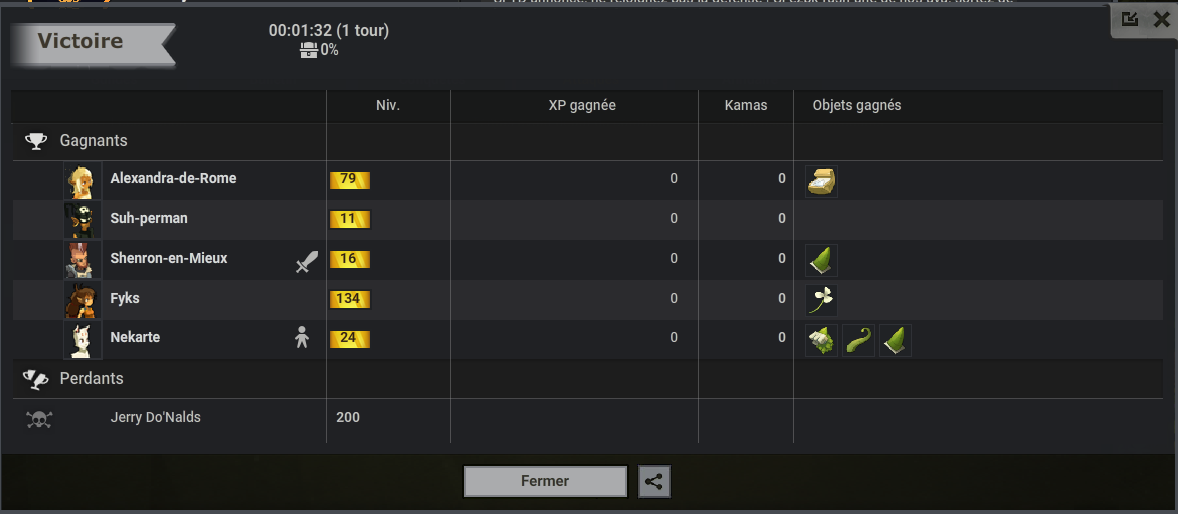 Victoire
00:01:32 (1 tour)
0%
Niv. XP gagnée Kamas Objets gagnés
Gagnants
Alexandra-de-Rome 79 0 0
Suh-perman 11 0 0
Shenron-en-Mieux 16 0 0
Fyks 134 0 0
Nekarte 24 0 0
Perdants
Jerry Do'Nalds 200
Fermer